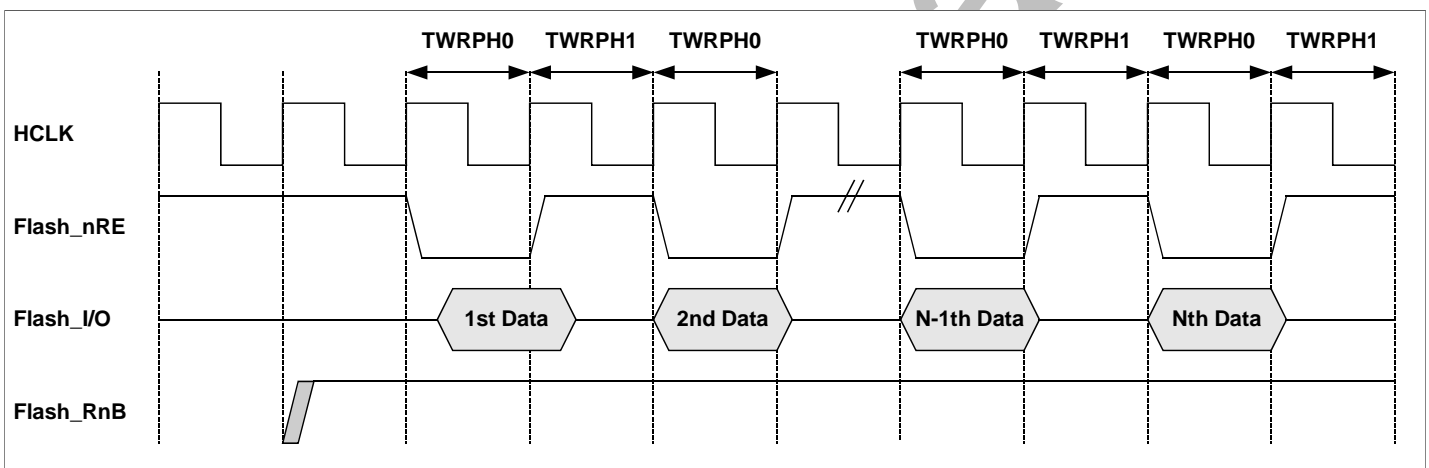 TWRPH0 TWRPH1 TWRPH0 TWRPH0 TWRPH1 TWRPH0 TWRPH1
HCLK
Flash_nRE
Flash_I/O 1st Data 2nd Data N-1th Data Nth Data
Flash_RnB